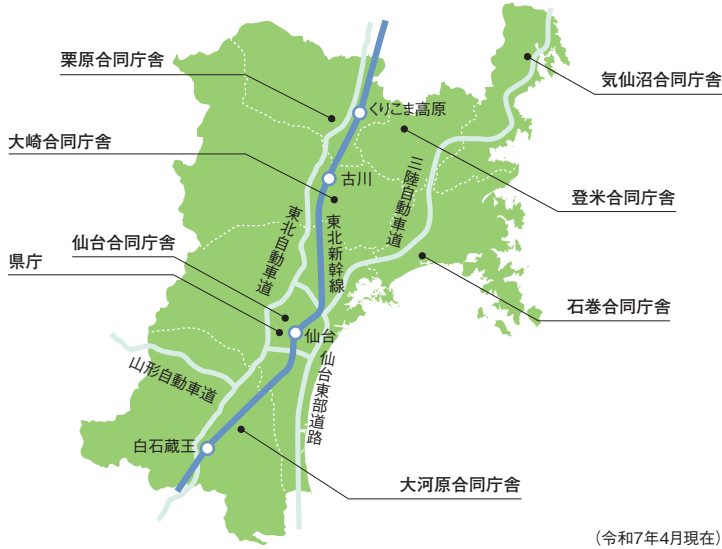 栗原合同庁舎
気仙沼合同庁舎
くりこま高原
大崎合同庁舎
古川
三陸自動車道
登米合同庁舎
東北自動車道
東北新幹線
仙台合同庁舎
県庁
石巻合同庁舎
仙台
山形自動車道
仙台東部道路
白石蔵王
大河原合同庁舎
（令和7年4月現在）